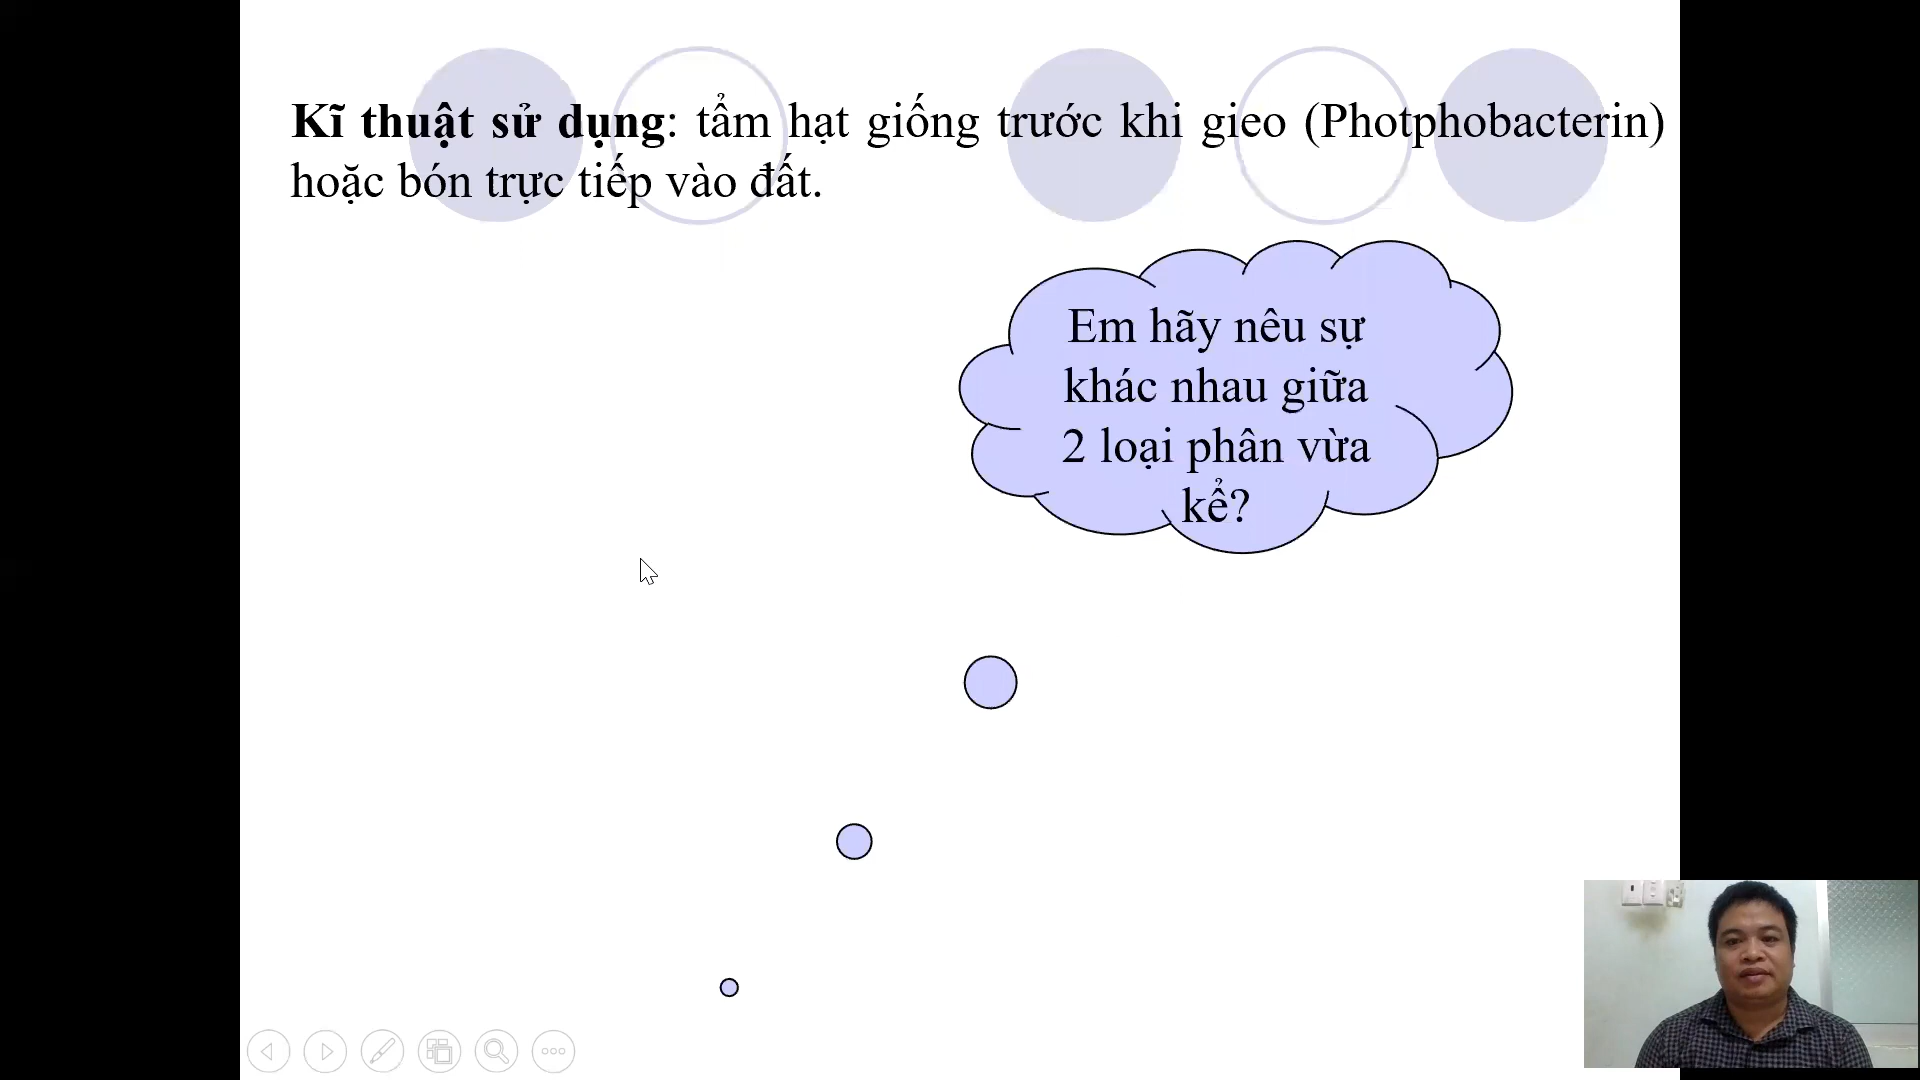 Kĩ thuật sử dụng: tẩm hạt giống trước khi gieo (Photphobacterin)
hoặc bón trực tiếp vào đất.
Em hãy nêu sự
khác nhau giữa
2 loại phân vừa
kể?